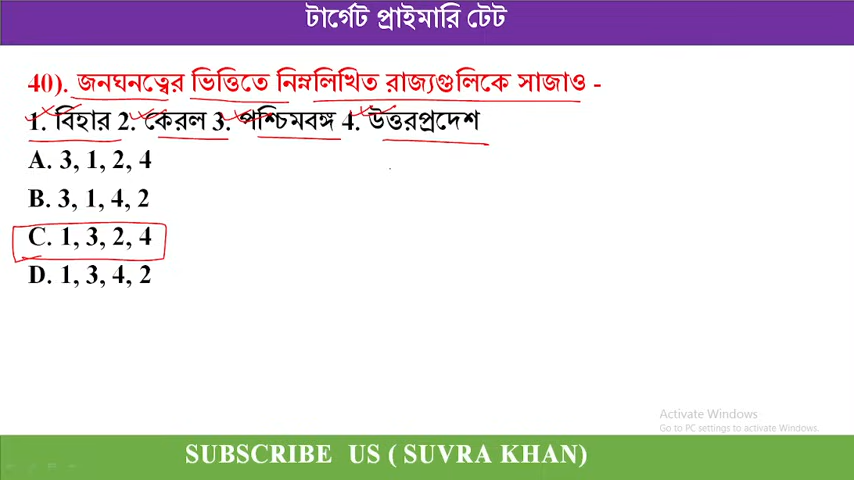 টার্গেট প্রাইমারি টেট
40). জনঘনত্বের ভিত্তিতে নিম্নলিখিত রাজ্যগুলিকে সাজাও -
1. বিহার 2. কেরল 3. পশ্চিমবঙ্গ 4. উত্তরপ্রদেশ
A. 3, 1, 2, 4
B. 3, 1, 4, 2
C. 1, 3, 2, 4
D. 1, 3, 4, 2
Activate Windows
Go to PC settings to activate Windows.
SUBSCRIBE US ( SUVRA KHAN)